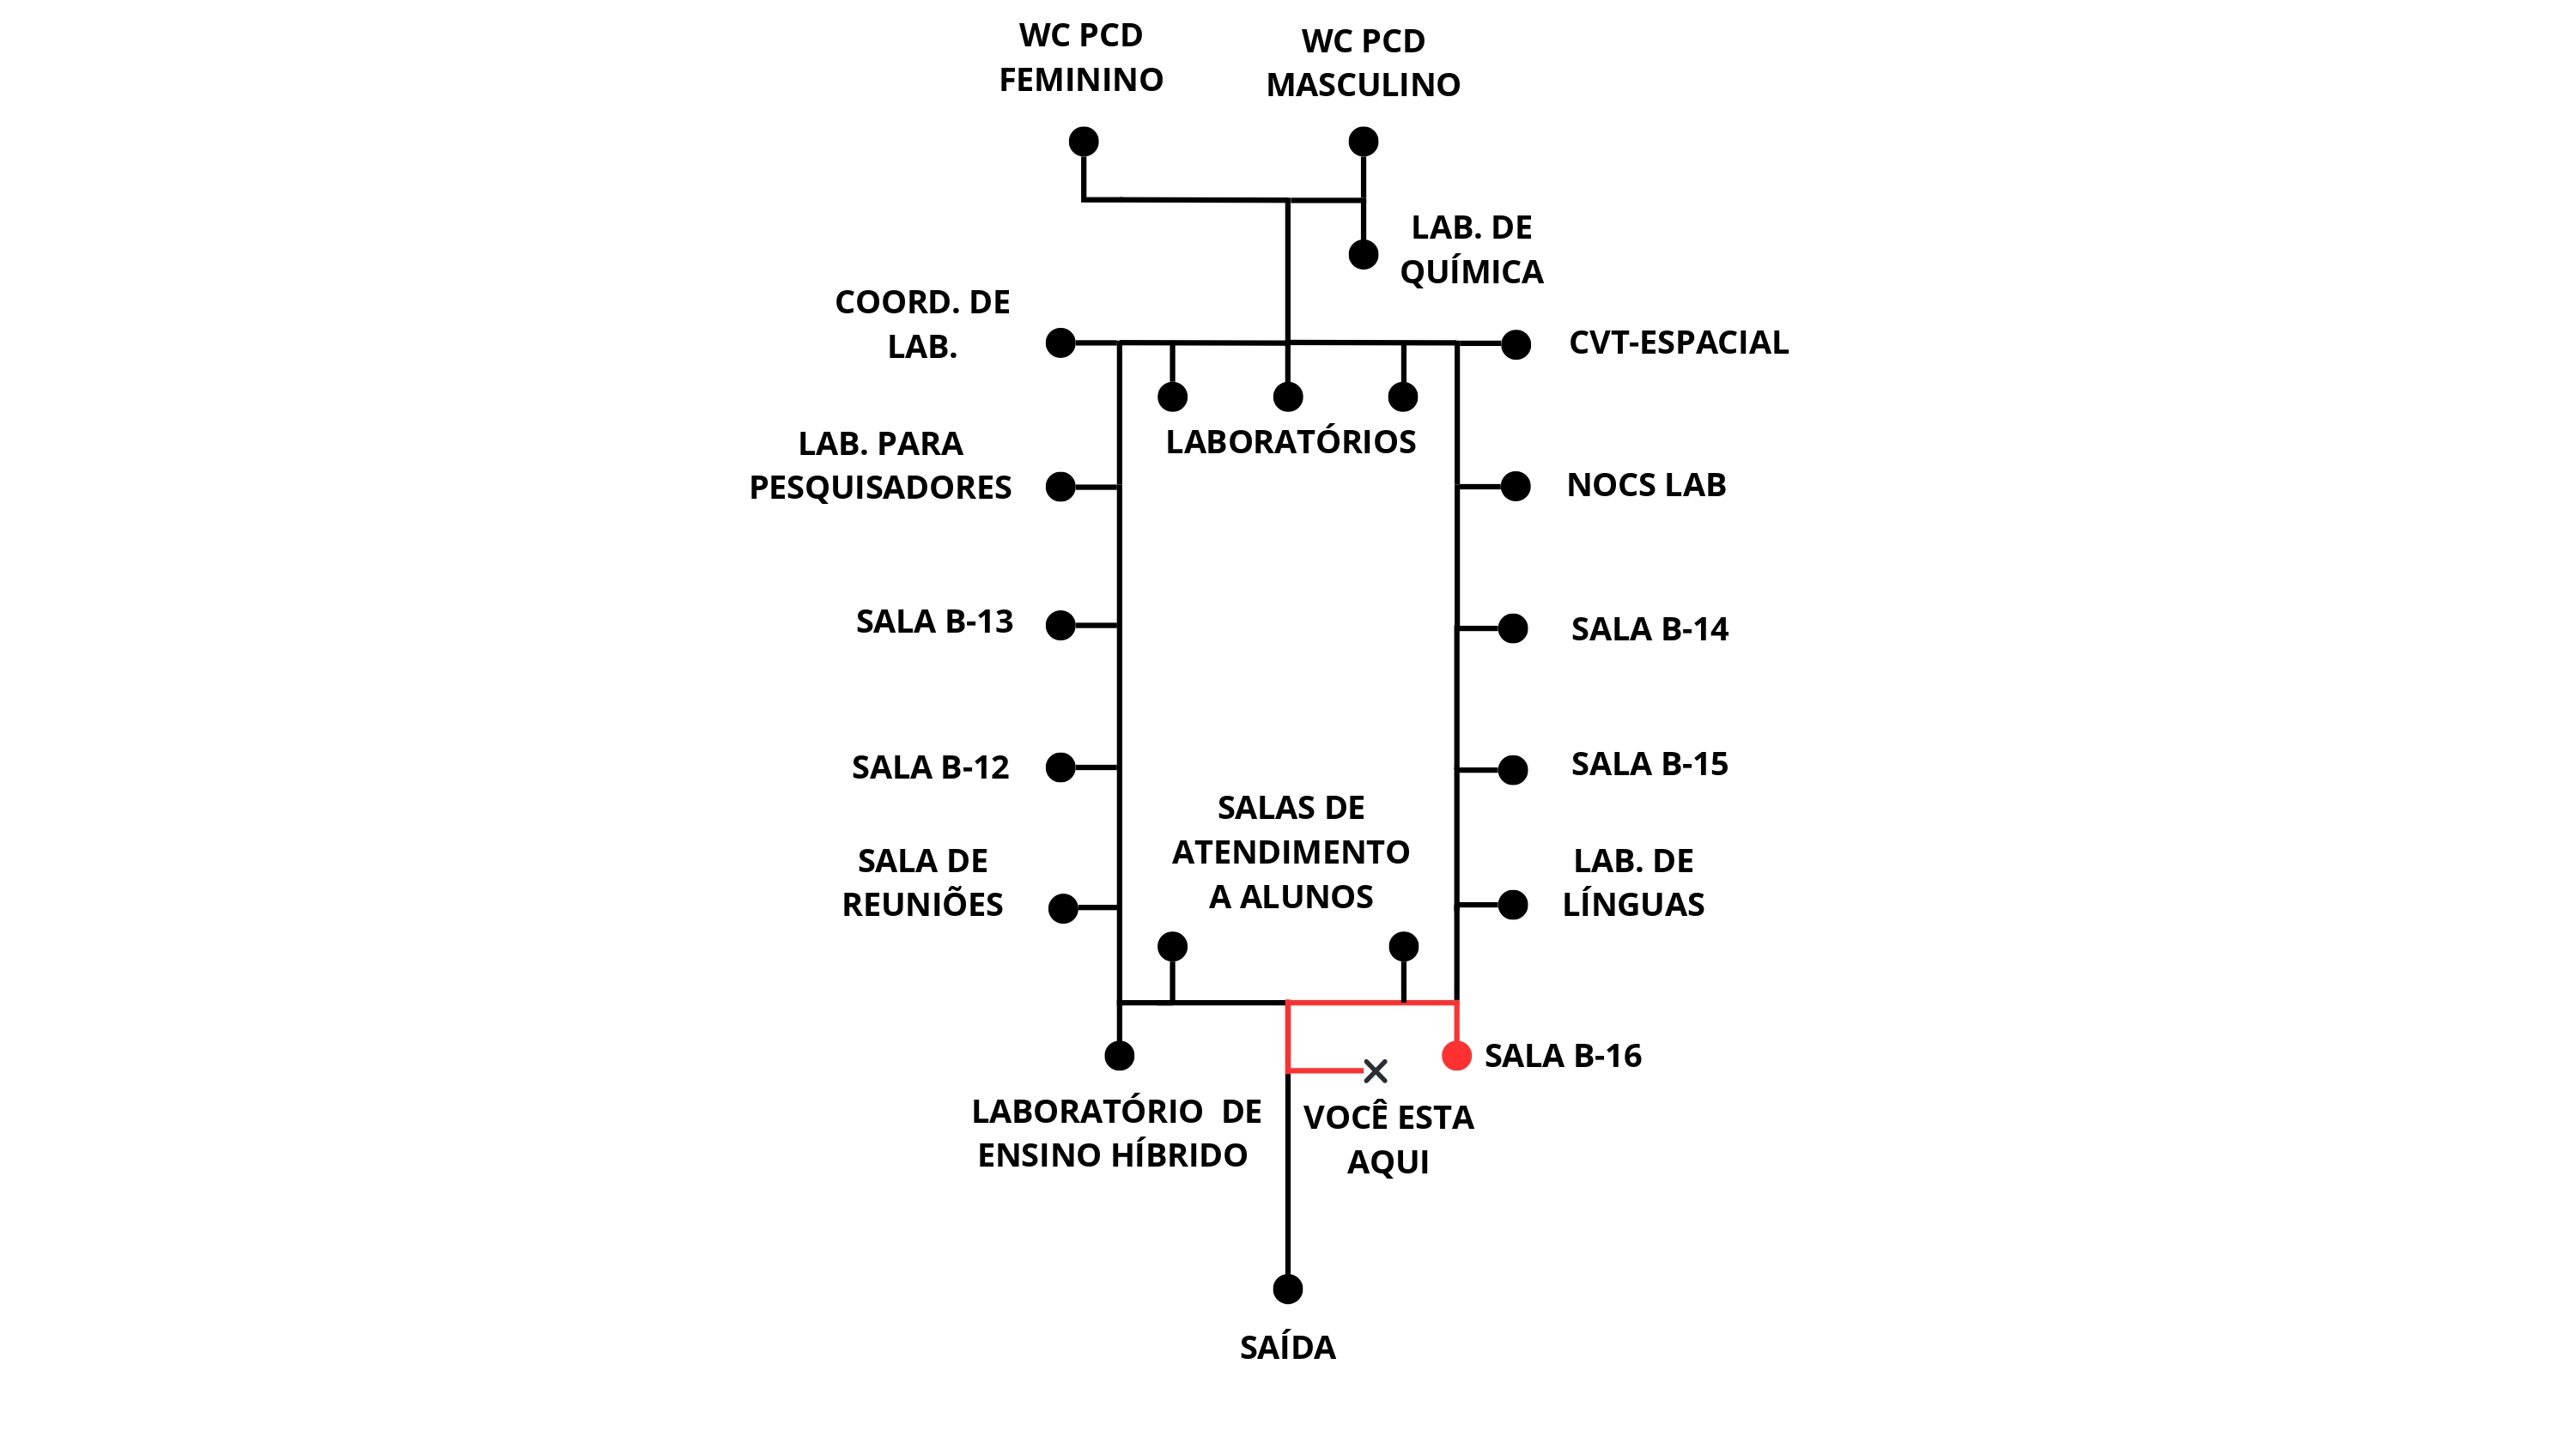 WC PCD
FEMININO
WC PCD
MASCULINO
LAB. DE
QUÍMICA
COORD. DE
LAB.
CVT-ESPACIAL
LABORATÓRIOS
LAB. PARA
PESQUISADORES
NOCS LAB
SALA B-13
SALA B-14
SALA B-12
SALA B-15
SALAS DE
ATENDIMENTO
A ALUNOS
SALA DE
REUNIÕES
LAB. DE
LÍNGUAS
SALA B-16
LABORATÓRIO  DE
ENSINO HÍBRIDO
VOCÊ ESTA
AQUI
SAÍDA